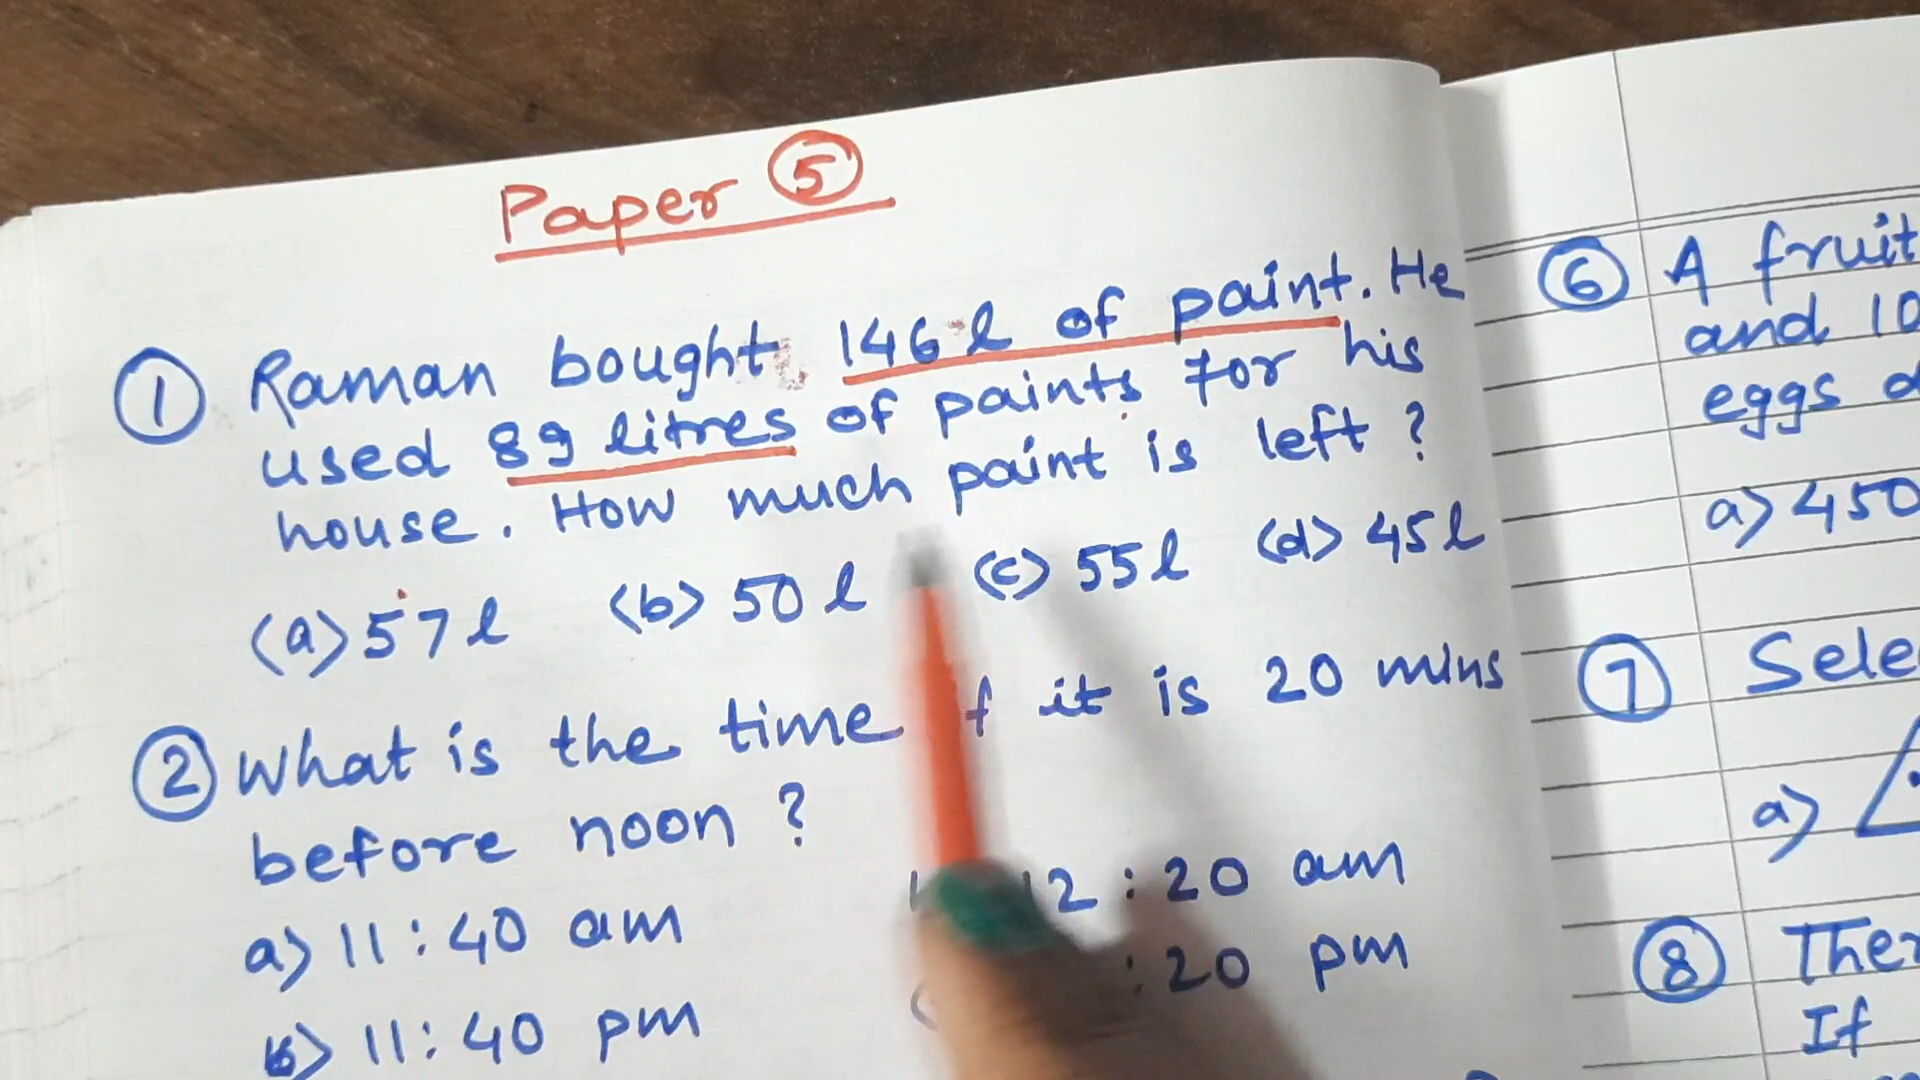 Paper 5
1 Raman bought 146 l of paint. He
used 89 litres of paints for his
house. How much paint is left ?
(a) 57 l (b) 50 l (c) 55 l (d) 45 l
2 What is the time f it is 20 mins
before noon ?
a) 11:40 am 12:20 am
11:40 pm :20 pm
6 A fruit
and 10
eggs
a) 450
7 Sele
a)
8 Ther
If